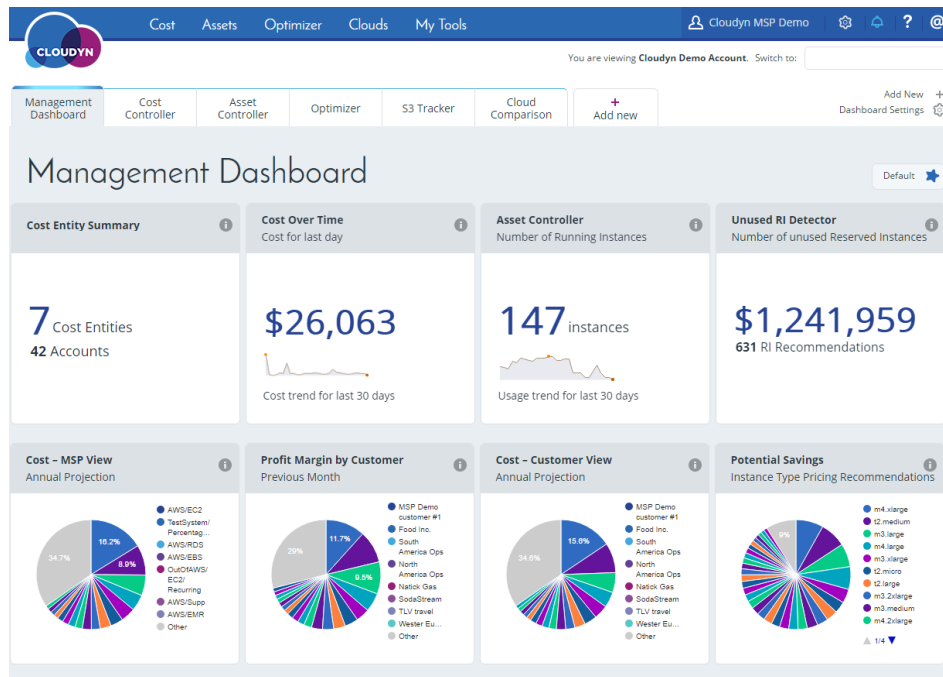 Cost Assets Optimizer Clouds My Tools Cloudyn MSP Demo ?
CLOUDYN
You are viewing Cloudyn Demo Account. Switch to:
Management Dashboard
Cost Controller
Asset Controller
Optimizer
S3 Tracker
Cloud Comparison
+ Add new
Add New +
Dashboard Settings
Management Dashboard
Default
Cost Entity Summary
Cost Over Time
Cost for last day
Asset Controller
Number of Running Instances
Unused RI Detector
Number of unused Reserved Instances
7 Cost Entities
42 Accounts
$26,063
Cost trend for last 30 days
147 instances
Usage trend for last 30 days
$1,241,959
631 RI Recommendations
Cost – MSP View
Annual Projection
Profit Margin by Customer
Previous Month
Cost – Customer View
Annual Projection
Potential Savings
Instance Type Pricing Recommendations
34.7%
16.2%
8.9%
AWS/EC2
TestSystem/
Percentag...
AWS/RDS
AWS/EBS
OutOfAWS/
EC2/
Recurring
AWS/Supp
AWS/EMR
Other
29%
11.7%
9.5%
MSP Demo
customer #1
Food Inc.
South
America Ops
North
America Ops
Natick Gas
SodaStream
TLV travel
Wester Eu...
Other
34.6%
15.6%
MSP Demo
customer #1
Food Inc.
South
America Ops
North
America Ops
Natick Gas
SodaStream
TLV travel
Wester Eu...
Other
9%
m4.xlarge
t2.medium
m3.large
m4.large
m3.xlarge
t2.micro
t2.large
m3.2xlarge
m3.medium
m4.2xlarge
1/4